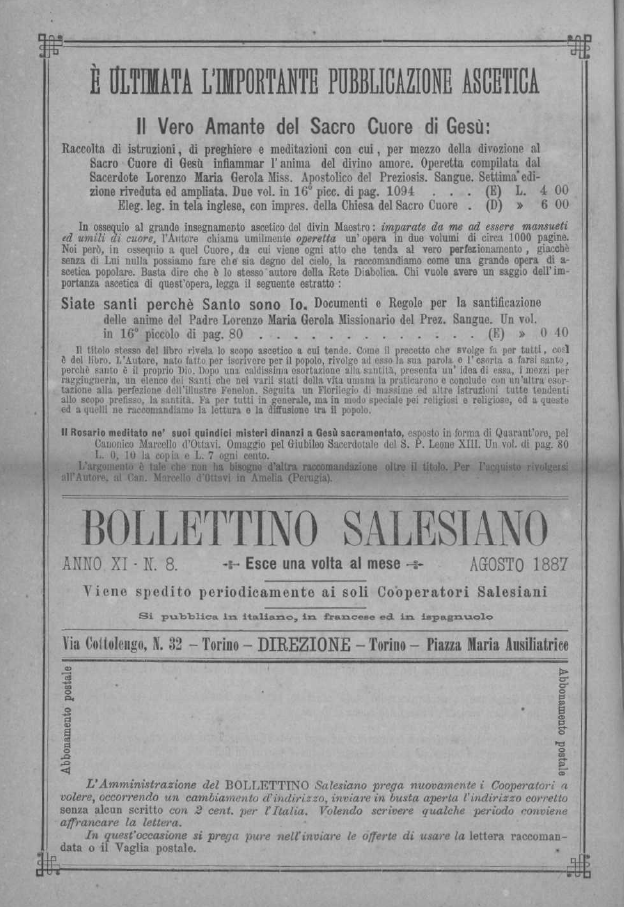 È ULTIMATA L'IMPORTANTE PUBBLICAZIONE ASCETICA
Il Vero Amante del Sacro Cuore di Gesù:
Raccolta di istruzioni, di preghiere e meditazioni con cui, per mezzo della divozione al
Sacro Cuore di Gesù infiammar l'anima del divino amore. Operetta compilata dal
Sacerdote Lorenzo Maria Gerola Miss. Apostolico del Preziosis. Sangue. Settima edi-
zione riveduta ed ampliata. Due vol. in 16° picc. di pag. 1094 . . . (E) L. 4 00
Eleg. leg. in tela inglese, con impres. della Chiesa del Sacro Cuore . (D) » 6 00
In ossequio al grande insegnamento ascetico del divin Maestro: imparate da me ad essere mansueti
ed umili di cuore, l'Autore chiama umilmente operetta un'opera in due volumi di circa 1000 pagine.
Noi però, in ossequio a quel Cuore, da cui viene ogni atto che tenda al vero perfezionamento, giacchè
senza di Lui nulla possiamo fare che sia degno del cielo, la raccomandiamo come una grande opera di a-
scetica popolare. Basta dire che è lo stesso autore della Rete Diabolica. Chi vuole avere un saggio dell'im-
portanza ascetica di quest'opera, legga il seguente estratto:
Siate santi perchè Santo sono Io. Documenti e Regole per la santificazione
delle anime del Padre Lorenzo Maria Gerola Missionario del Prez. Sangue. Un vol.
in 16° piccolo di pag. 80 . . . . . . . . . . . (E) » 0 40
Il titolo stesso del libro rivela lo scopo ascetico a cui tende. Come il precetto che svolge fa per tutti, così
è del libro. L'Autore, nato fatto per iscrivere per il popolo, rivolge ad esso la sua parola e l'esorta a farsi santo,
perchè santo è il proprio Dio. Dopo una caldissima esortazione alla santità, presenta un' idea di essa, i mezzi per
raggiugnerla, un elenco dei Santi che nei varii stati della vita umana la praticarono e conclude con un'altra esor-
tazione alla perfezione dell'illustre Fenelon. Seguita un Florilegio di massime ed altre istruzioni tutte tendenti
allo scopo prefisso, la santità. Fa per tutti in generale, ma in modo speciale pei religiosi e religiose, ed a queste
ed a quelli ne raccomandiamo la lettura e la diffusione tra il popolo.
Il Rosario meditato ne' suoi quindici misteri dinanzi a Gesù sacramentato, esposto in forma di Quarant'ore, pel
Canonico Marcello d'Ottavi. Omaggio pel Giubileo Sacerdotale del S. P. Leone XIII. Un vol. di pag. 80
L. 0, 10 la copia e L. 7 ogni cento.
L'argomento è tale che non ha bisogno d'altra raccomandazione oltre il titolo. Per l'acquisto rivolgersi
all'Autore, al Can. Marcello d'Ottavi in Amelia (Perugia).
BOLLETTINO SALESIANO
ANNO XI - N. 8. Esce una volta al mese AGOSTO 1887
Viene spedito periodicamente ai soli Cooperatori Salesiani
Si pubblica in italiano, in francese ed in ispagnuolo
Via Cottolengo, N. 32 – Torino – DIREZIONE – Torino – Piazza Maria Ausiliatrice
Abbonamento postale
Abbonamento postale
L'Amministrazione del BOLLETTINO Salesiano prega nuovamente i Cooperatori a
volere, occorrendo un cambiamento d'indirizzo, inviare in busta aperta l'indirizzo corretto
senza alcun scritto con 2 cent. per l'Italia. Volendo scrivere qualche periodo conviene
affrancare la lettera.
In quest'occasione si prega pure nell'inviare le offerte di usare la lettera raccoman-
data o il Vaglia postale.